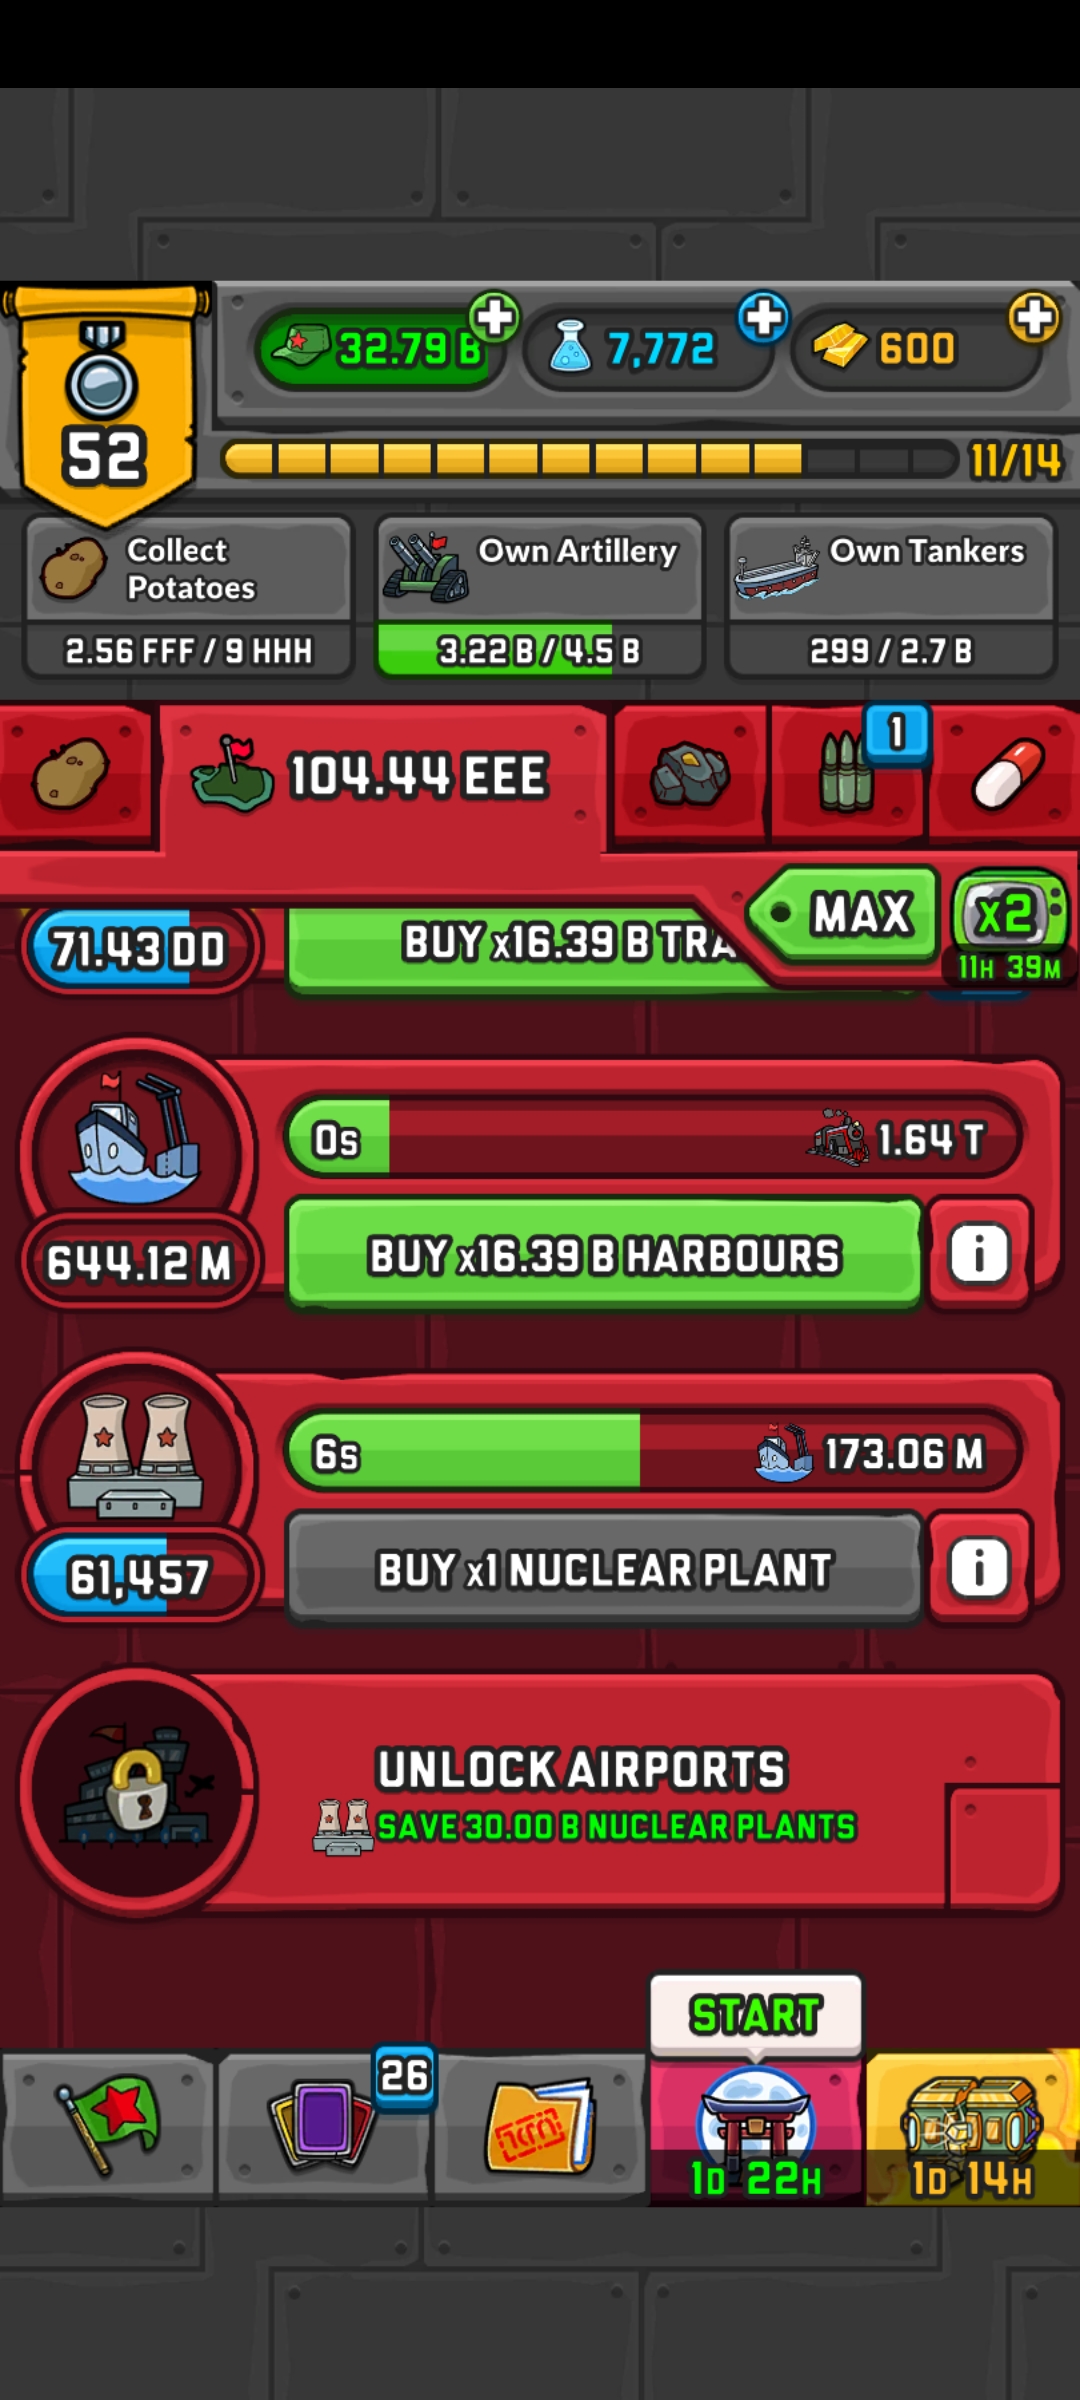 32.79 B
7,772
600
52
11/14
Collect
Potatoes
2.56 FFF / 9 HHH
Own Artillery
3.22 B / 4.5 B
Own Tankers
299 / 2.7 B
104.44 EEE
1
MAX
x2
11H 39M
71.43 DD
BUY x16.39 B TRA
0s
1.64 T
644.12 M
BUY x16.39 B HARBOURS
i
6s
173.06 M
61,457
BUY x1 NUCLEAR PLANT
i
UNLOCK AIRPORTS
SAVE 30.00 B NUCLEAR PLANTS
START
26
1D 22H
1D 14H